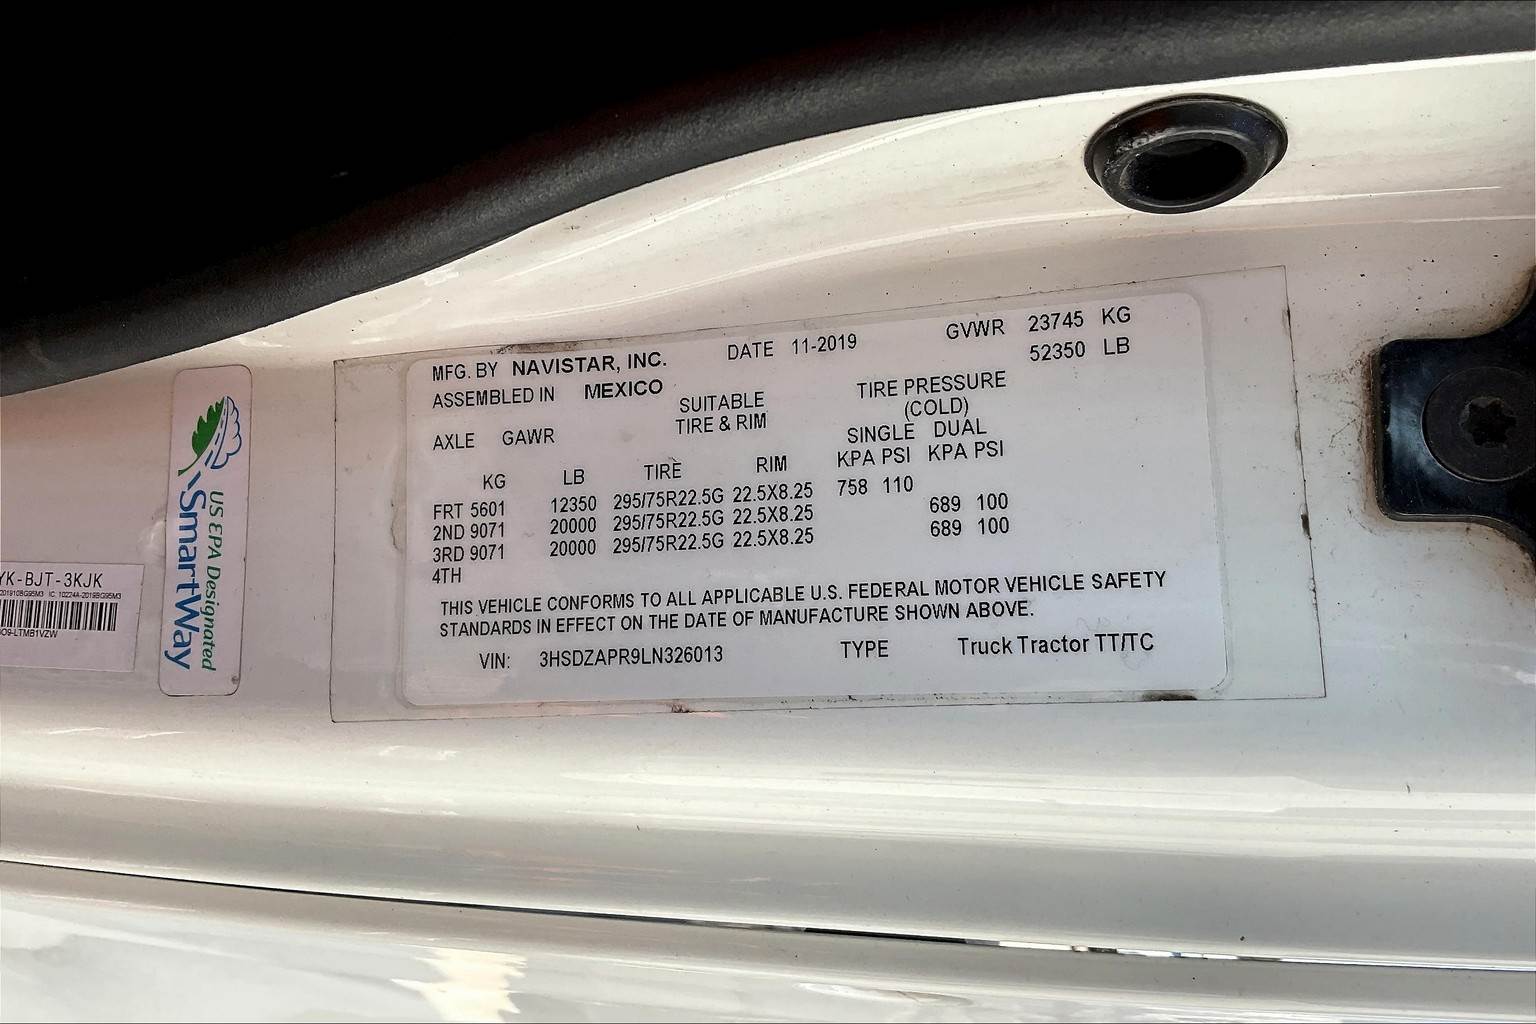 MFG. BY NAVISTAR, INC. DATE 11-2019 GVWR 23745 KG
52350 LB
ASSEMBLED IN MEXICO
SUITABLE TIRE PRESSURE
TIRE & RIM (COLD)
AXLE GAWR SINGLE DUAL
KG LB TIRE RIM KPA PSI KPA PSI
FRT 5601 12350 295/75R22.5G 22.5X8.25 758 110
2ND 9071 20000 295/75R22.5G 22.5X8.25 689 100
3RD 9071 20000 295/75R22.5G 22.5X8.25 689 100
4TH
THIS VEHICLE CONFORMS TO ALL APPLICABLE U.S. FEDERAL MOTOR VEHICLE SAFETY
STANDARDS IN EFFECT ON THE DATE OF MANUFACTURE SHOWN ABOVE.
VIN: 3HSDZAPR9LN326013 TYPE Truck Tractor TT/TC
US EPA Designated
SmartWay
YK-BJT-3KJK
IC: 10224A-2019BG95M3